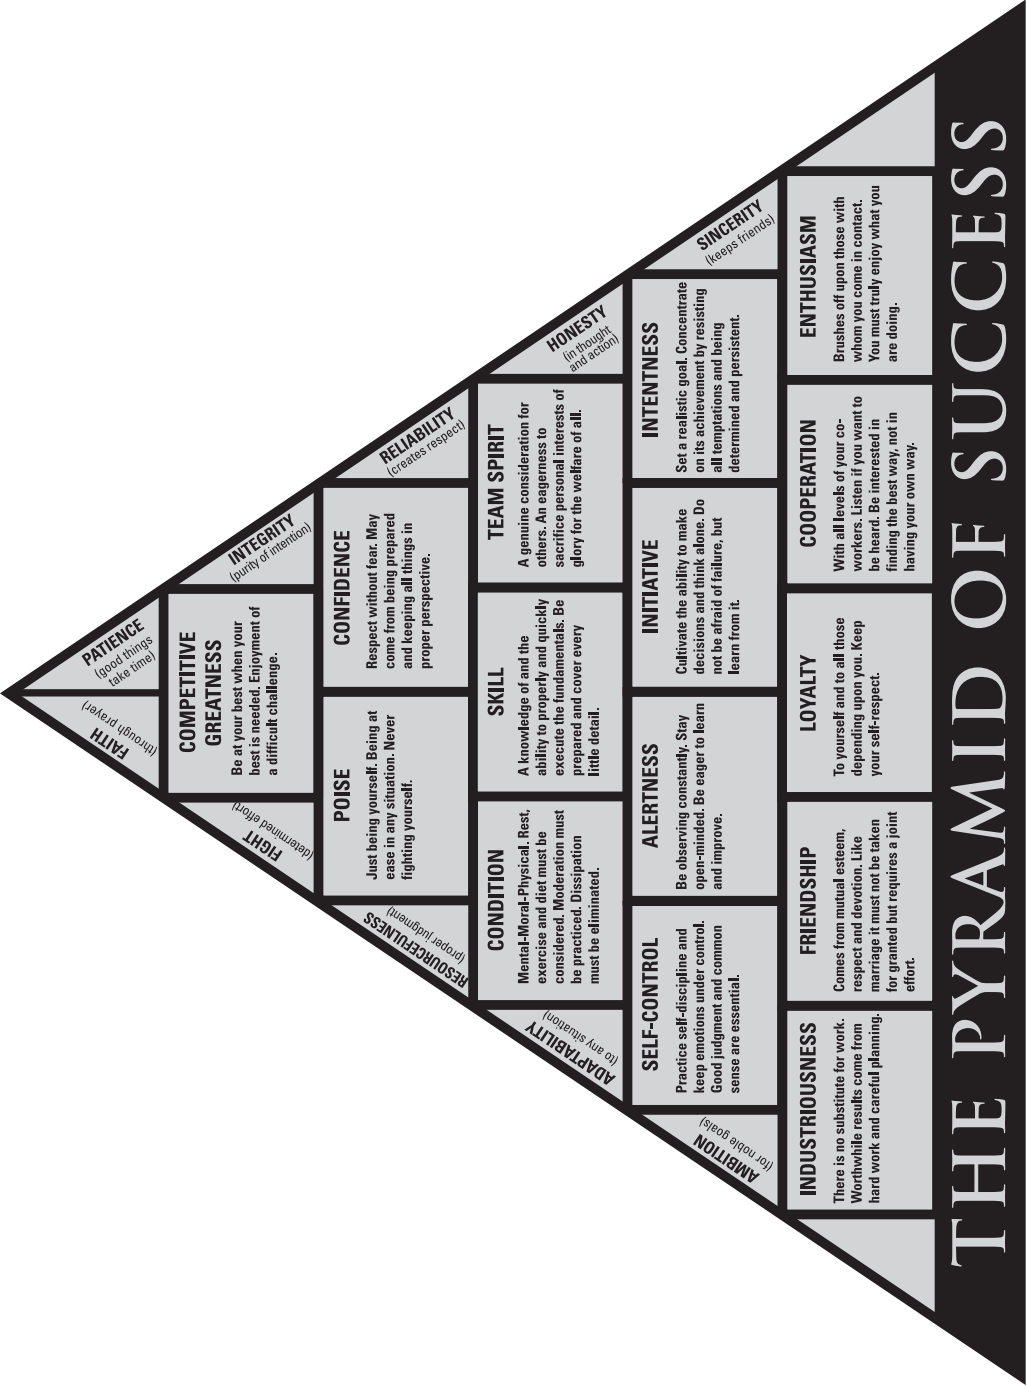 FAITH
(through prayer)
PATIENCE
(good things
take time)
FIGHT
(determined effort)
COMPETITIVE
GREATNESS
Be at your best when your
best is needed. Enjoyment of
a difficult challenge.
INTEGRITY
(purity of intention)
RESOURCEFULNESS
(proper judgment)
POISE
Just being yourself. Being at
ease in any situation. Never
fighting yourself.
CONFIDENCE
Respect without fear. May
come from being prepared
and keeping all things in
proper perspective.
RELIABILITY
(creates respect)
ADAPTABILITY
(to any situation)
CONDITION
Mental-Moral-Physical. Rest,
exercise and diet must be
considered. Moderation must
be practiced. Dissipation
must be eliminated.
SKILL
A knowledge of and the
ability to properly and quickly
execute the fundamentals. Be
prepared and cover every
little detail.
TEAM SPIRIT
A genuine consideration for
others. An eagerness to
sacrifice personal interests of
glory for the welfare of all.
HONESTY
(in thought
and action)
AMBITION
(for noble goals)
SELF-CONTROL
Practice self-discipline and
keep emotions under control.
Good judgment and common
sense are essential.
ALERTNESS
Be observing constantly. Stay
open-minded. Be eager to learn
and improve.
INITIATIVE
Cultivate the ability to make
decisions and think alone. Do
not be afraid of failure, but
learn from it.
INTENTNESS
Set a realistic goal. Concentrate
on its achievement by resisting
all temptations and being
determined and persistent.
SINCERITY
(keeps friends)
INDUSTRIOUSNESS
There is no substitute for work.
Worthwhile results come from
hard work and careful planning.
FRIENDSHIP
Comes from mutual esteem,
respect and devotion. Like
marriage it must not be taken
for granted but requires a joint
effort.
LOYALTY
To yourself and to all those
depending upon you. Keep
your self-respect.
COOPERATION
With all levels of your co-
workers. Listen if you want to
be heard. Be interested in
finding the best way, not in
having your own way.
ENTHUSIASM
Brushes off upon those with
whom you come in contact.
You must truly enjoy what you
are doing.
THE PYRAMID OF SUCCESS